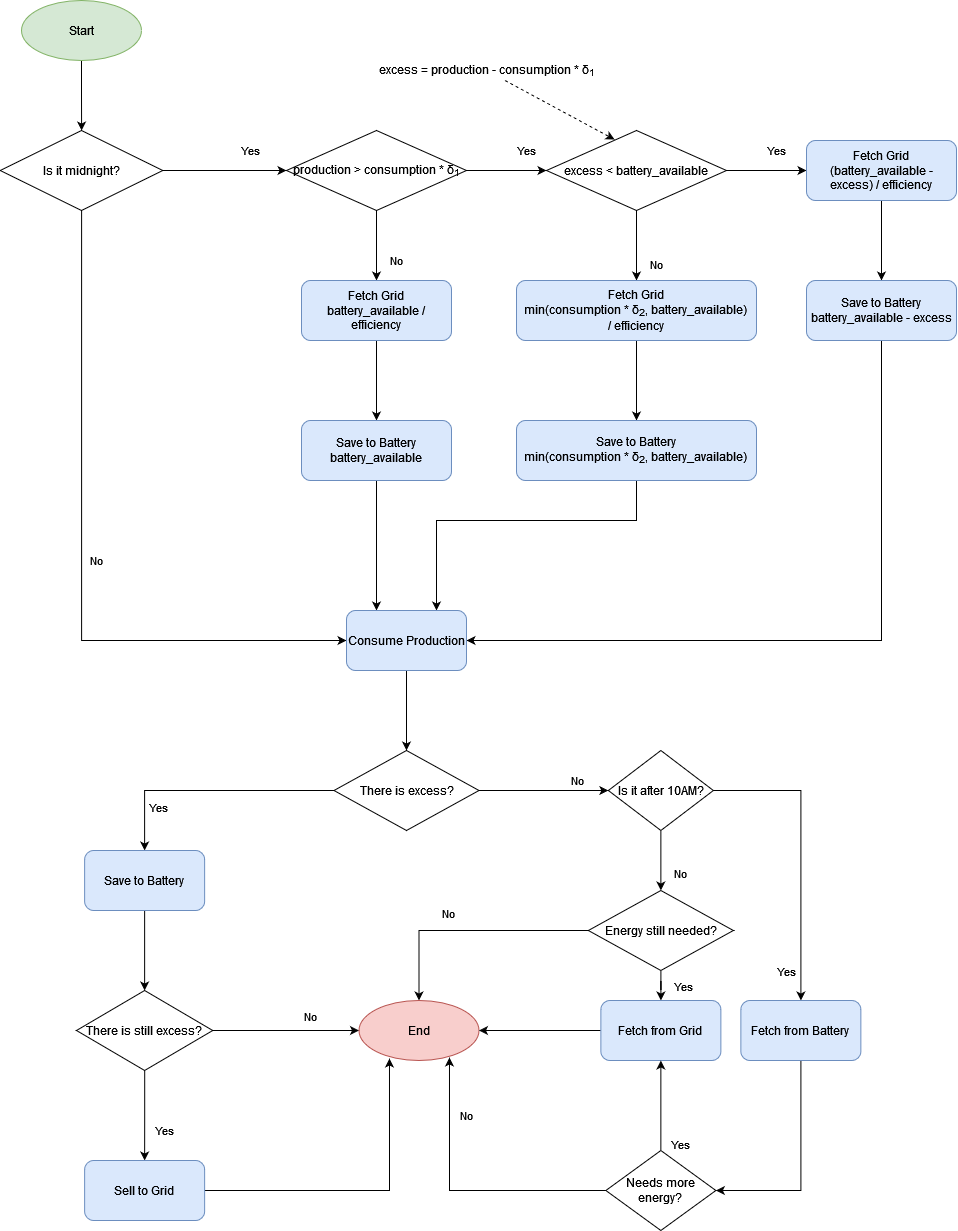 Start
excess = production - consumption * δ₁
Is it midnight?
Yes
production > consumption * δ₁
Yes
excess < battery_available
Yes
Fetch Grid
(battery_available -
excess) / efficiency
No
No
Fetch Grid
battery_available /
efficiency
Fetch Grid
min(consumption * δ₂, battery_available)
/ efficiency
Save to Battery
battery_available - excess
Save to Battery
battery_available
Save to Battery
min(consumption * δ₂, battery_available)
No
Consume Production
There is excess?
No
Is it after 10AM?
Yes
Save to Battery
No
No
Energy still needed?
Yes
Yes
There is still excess?
No
End
Fetch from Grid
Fetch from Battery
Yes
No
Yes
Sell to Grid
Needs more
energy?